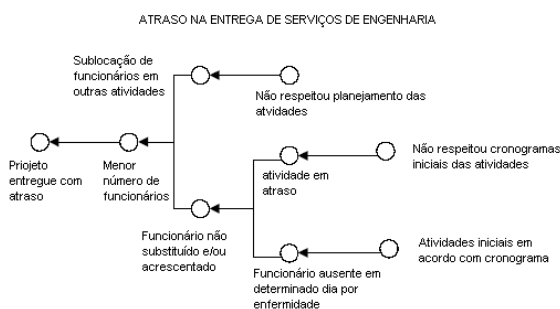 ATRASO NA ENTREGA DE SERVIÇOS DE ENGENHARIA
Sublocação de
funcionários em
outras atividades
Não respeitou planejamento das
atvidades
Priojeto
entregue com
atraso
Menor
número de
funcionários
atividade em
atraso
Não respeitou cronogramas
iniciais das atividades
Funcionário não
substituído e/ou
acrescentado
Funcionário ausente em
determinado dia por
enfermidade
Atividades iniciais em
acordo com cronograma